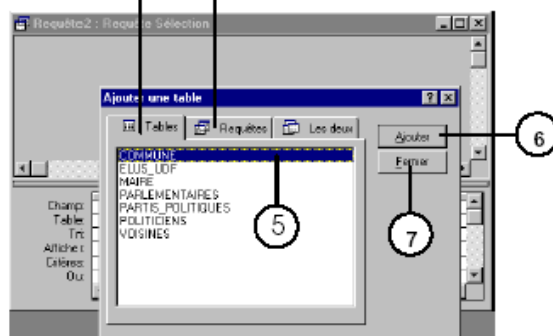 Requête2 : Requête Sélection
Ajouter une table
Tables Requêtes Les deux
Ajouter
6
COMMUNE
Fermer
ELUS_UDF
MAIRE
PARLEMENTAIRES
PARTIS_POLITIQUES
POLITICIENS
VOISINES
5
7
Champ:
Table:
Tri:
Afficher:
Critères:
Ou: